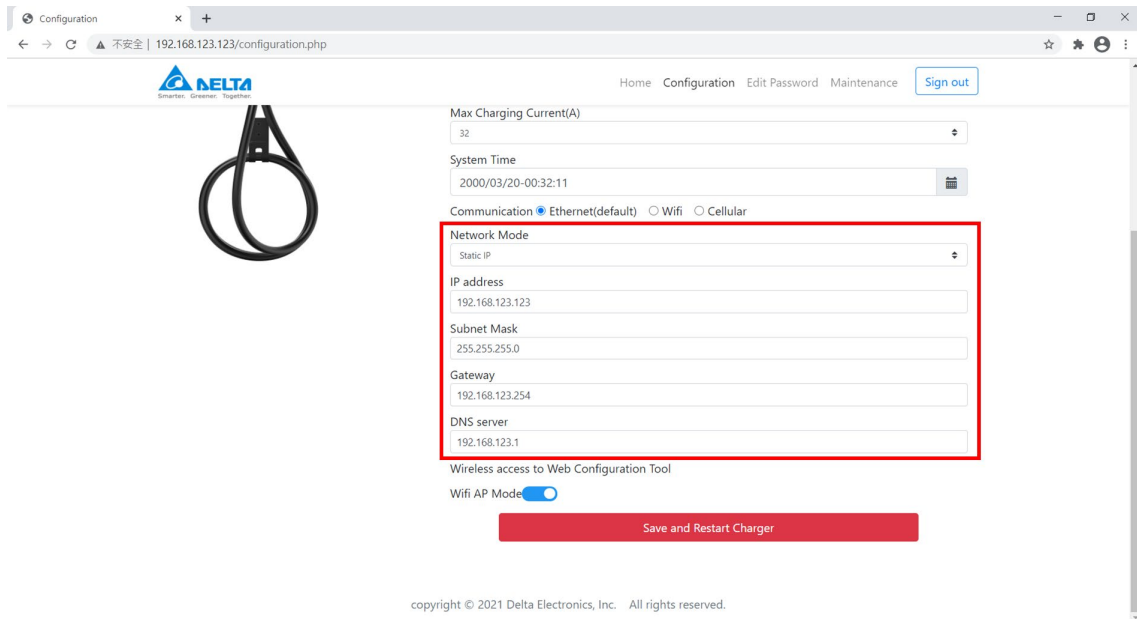 Configuration
不安全 | 192.168.123.123/configuration.php
DELTA
Smarter. Greener. Together.
Home Configuration Edit Password Maintenance Sign out
Max Charging Current(A)
32
System Time
2000/03/20-00:32:11
Communication Ethernet(default) Wifi Cellular
Network Mode
Static IP
IP address
192.168.123.123
Subnet Mask
255.255.255.0
Gateway
192.168.123.254
DNS server
192.168.123.1
Wireless access to Web Configuration Tool
Wifi AP Mode
Save and Restart Charger
copyright © 2021 Delta Electronics, Inc. All rights reserved.